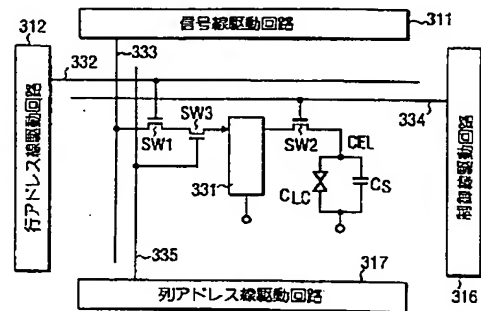 信号線駆動回路
311
312
333
332
行アドレス線駆動回路
334
制御線駆動回路
SW3
SW1
SW2
CEL
331
CLC
CS
335
317
列アドレス線駆動回路
316